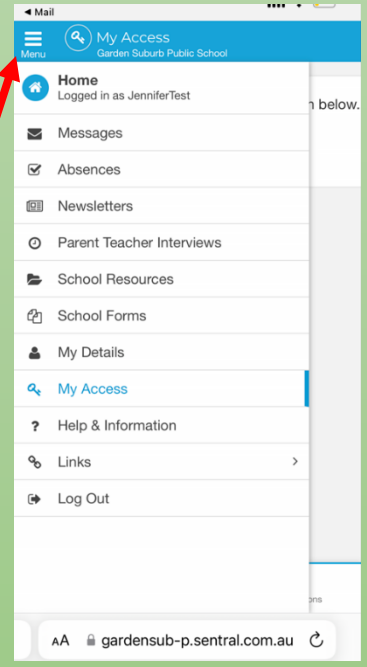 ◄ Mail
My Access
Menu
Garden Suburb Public School
Home
Logged in as JenniferTest
n below.
Messages
Absences
Newsletters
Parent Teacher Interviews
School Resources
School Forms
My Details
My Access
? Help & Information
Links
Log Out
ons
AA gardensub-p.sentral.com.au